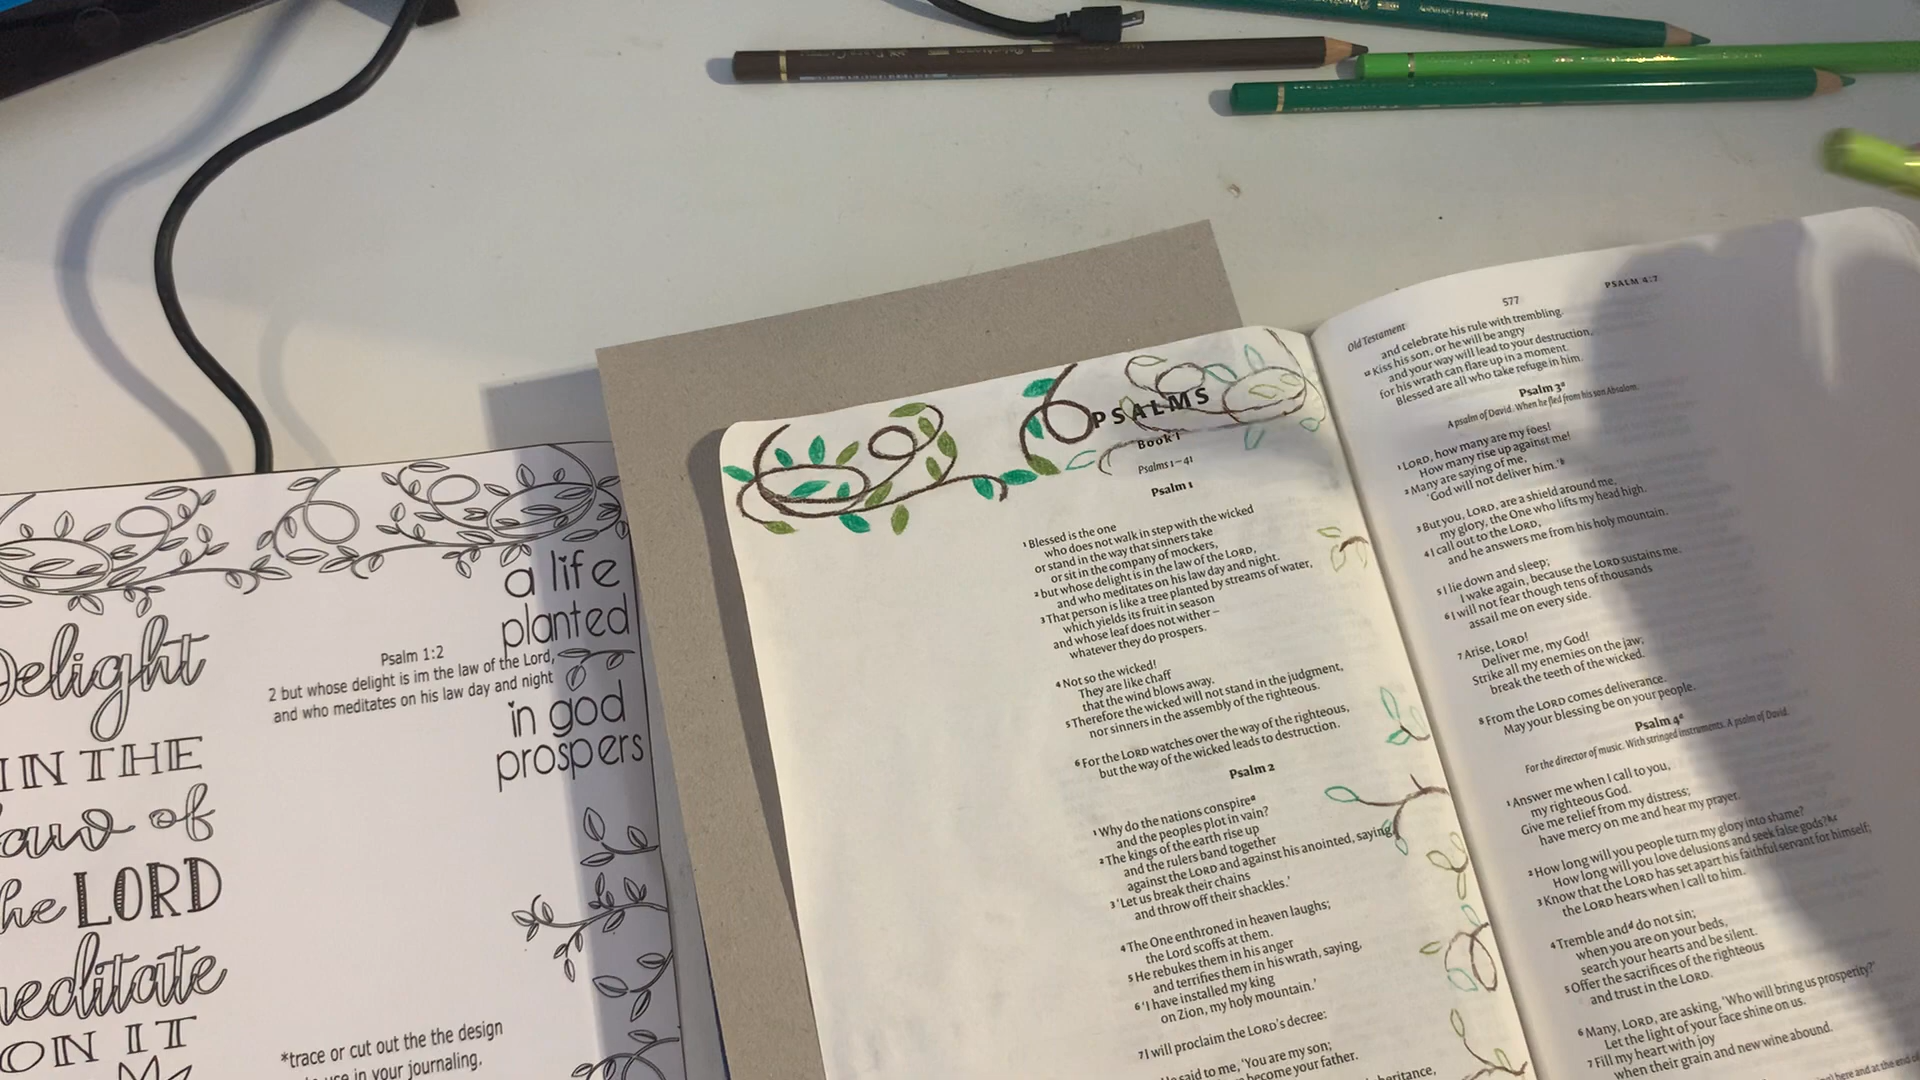 Made in Germany
Delight
IN THE
law of
the LORD
meditate
ON IT
Psalm 1:2
2 but whose delight is im the law of the Lord,
and who meditates on his law day and night
a life
planted
in god
prospers
*trace or cut out the the design
use in your journaling.
PSALMS
Book I
Psalms 1–41
Psalm 1
1 Blessed is the one
who does not walk in step with the wicked
or stand in the way that sinners take
or sit in the company of mockers,
2 but whose delight is in the law of the LORD,
and who meditates on his law day and night.
3 That person is like a tree planted by streams of water,
which yields its fruit in season
and whose leaf does not wither –
whatever they do prospers.
4 Not so the wicked!
They are like chaff
that the wind blows away.
5 Therefore the wicked will not stand in the judgment,
nor sinners in the assembly of the righteous.
6 For the LORD watches over the way of the righteous,
but the way of the wicked leads to destruction.
Psalm 2
1 Why do the nations conspire a
and the peoples plot in vain?
2 The kings of the earth rise up
and the rulers band together
against the LORD and against his anointed, saying,
3 'Let us break their chains
and throw off their shackles.'
4 The One enthroned in heaven laughs;
the Lord scoffs at them.
5 He rebukes them in his anger
and terrifies them in his wrath, saying,
6 'I have installed my king
on Zion, my holy mountain.'
7 I will proclaim the LORD's decree:
He said to me, 'You are my son;
become your father.
inheritance,
Old Testament
577
PSALM 4:7
and celebrate his rule with trembling.
12 Kiss his son, or he will be angry
and your way will lead to your destruction,
for his wrath can flare up in a moment.
Blessed are all who take refuge in him.
Psalm 3 a
A psalm of David. When he fled from his son Absalom.
1 LORD, how many are my foes!
How many rise up against me!
2 Many are saying of me,
'God will not deliver him.' b
3 But you, LORD, are a shield around me,
my glory, the One who lifts my head high.
4 I call out to the LORD,
and he answers me from his holy mountain.
5 I lie down and sleep;
I wake again, because the LORD sustains me.
6 I will not fear though tens of thousands
assail me on every side.
7 Arise, LORD!
Deliver me, my God!
Strike all my enemies on the jaw;
break the teeth of the wicked.
8 From the LORD comes deliverance.
May your blessing be on your people.
Psalm 4 a
For the director of music. With stringed instruments. A psalm of David.
1 Answer me when I call to you,
my righteous God.
Give me relief from my distress;
have mercy on me and hear my prayer.
2 How long will you people turn my glory into shame?
How long will you love delusions and seek false gods?
3 Know that the LORD has set apart his faithful servant for himself;
the LORD hears when I call to him.
4 Tremble and d do not sin;
when you are on your beds,
search your hearts and be silent.
5 Offer the sacrifices of the righteous
and trust in the LORD.
6 Many, LORD, are asking, 'Who will bring us prosperity?'
Let the light of your face shine on us.
7 Fill my heart with joy
when their grain and new wine abound.